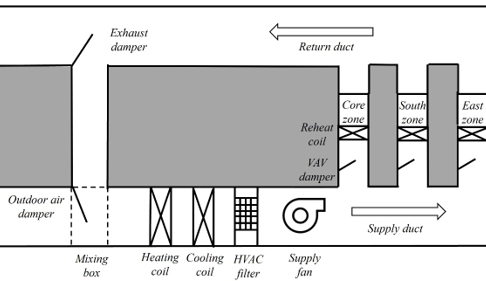 Exhaust
damper
Return duct
Core
zone
South
zone
East
zone
Reheat
coil
VAV
damper
Outdoor air
damper
Supply duct
Mixing
box
Heating
coil
Cooling
coil
HVAC
filter
Supply
fan